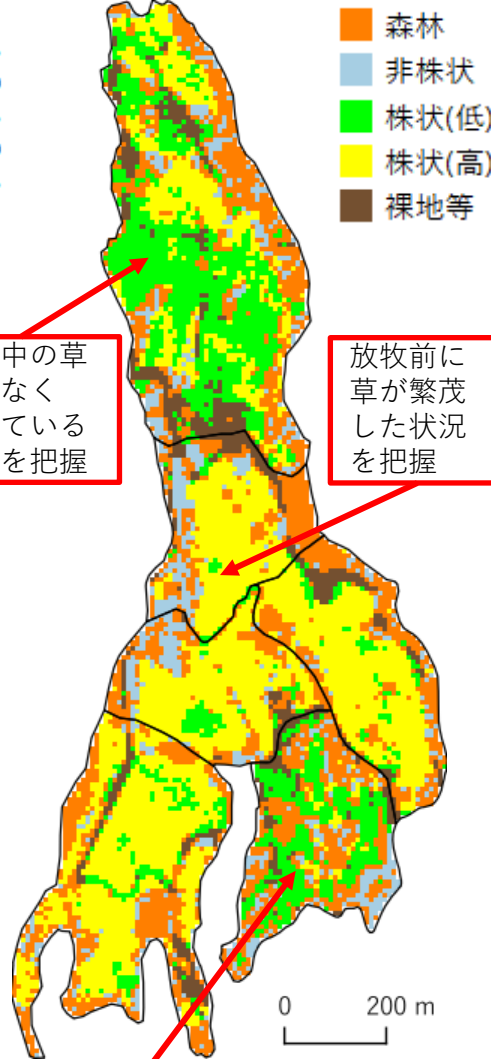 森林
非株状
株状(低)
株状(高)
裸地等
中の草
なく
ている
を把握
放牧前に
草が繁茂
した状況
を把握
0 200 m